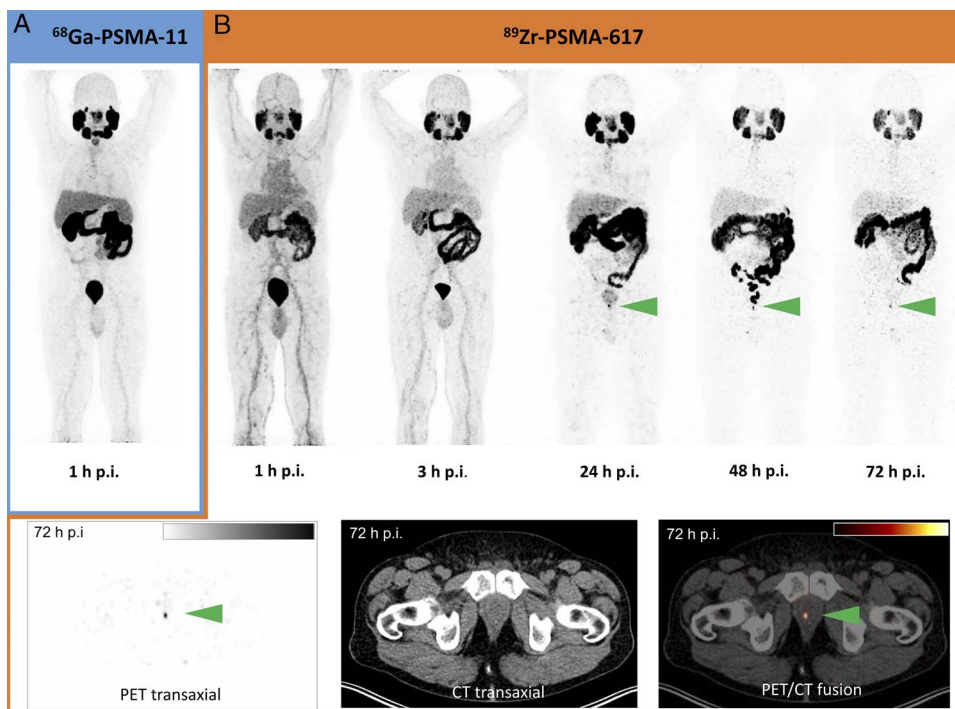 A
⁶⁸Ga-PSMA-11
B
⁸⁹Zr-PSMA-617
1 h p.i.
1 h p.i.
3 h p.i.
24 h p.i.
48 h p.i.
72 h p.i.
72 h p.i
PET transaxial
72 h p.i.
CT transaxial
72 h p.i.
PET/CT fusion